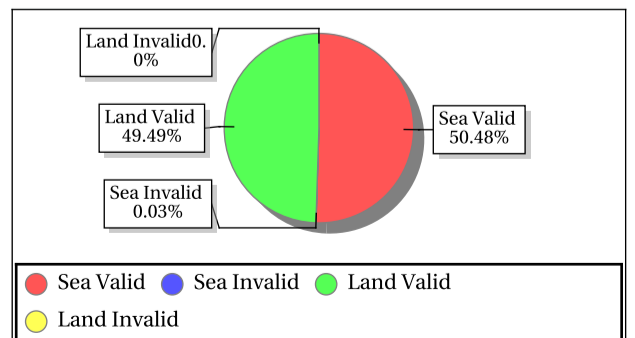 Land Invalid0.
0%
Land Valid
49.49%
Sea Valid
50.48%
Sea Invalid
0.03%
Sea Valid Sea Invalid Land Valid
Land Invalid